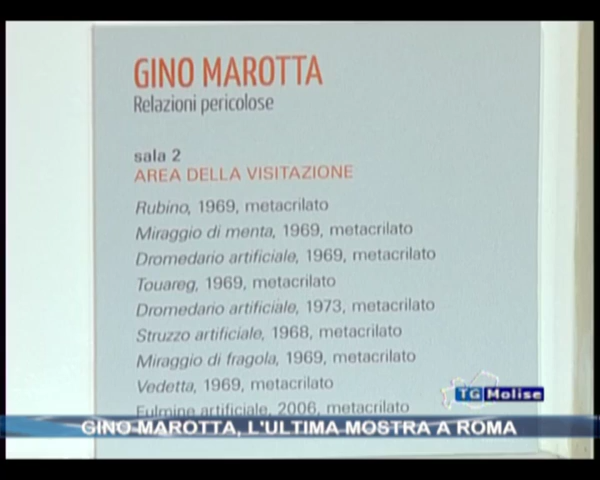 GINO MAROTTA
Relazioni pericolose
sala 2
AREA DELLA VISITAZIONE
Rubino, 1969, metacrilato
Miraggio di menta, 1969, metacrilato
Dromedario artificiale, 1969, metacrilato
Touareg, 1969, metacrilato
Dromedario artificiale, 1973, metacrilato
Struzzo artificiale, 1968, metacrilato
Miraggio di fragola, 1969, metacrilato
Vedetta, 1969, metacrilato
Fulmine artificiale, 2006, metacrilato
TG Molise
GINO MAROTTA, L'ULTIMA MOSTRA A ROMA